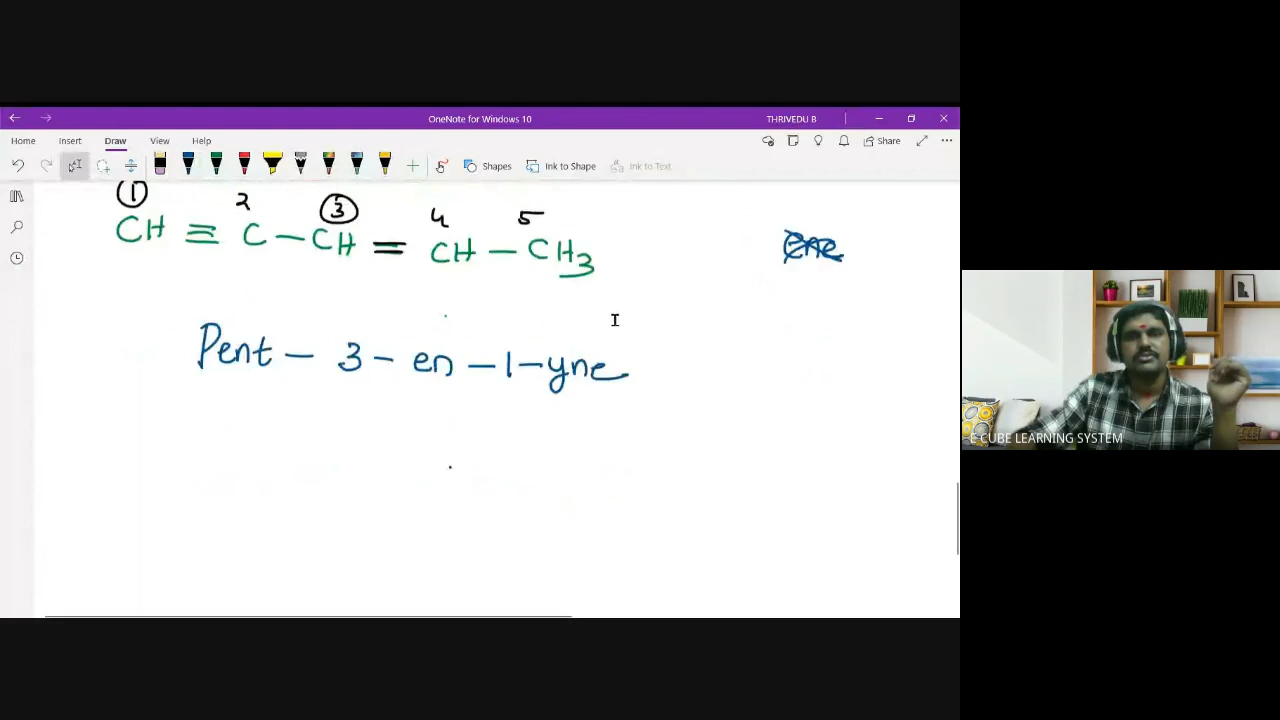 OneNote for Windows 10
THRIVEDU B
Home Insert Draw View Help
Share
Shapes Ink to Shape Ink to Text
1 2 3 4 5
CH ≡ C — CH = CH — CH3
ene
Pent – 3 – en – 1 – yne
E CUBE LEARNING SYSTEM